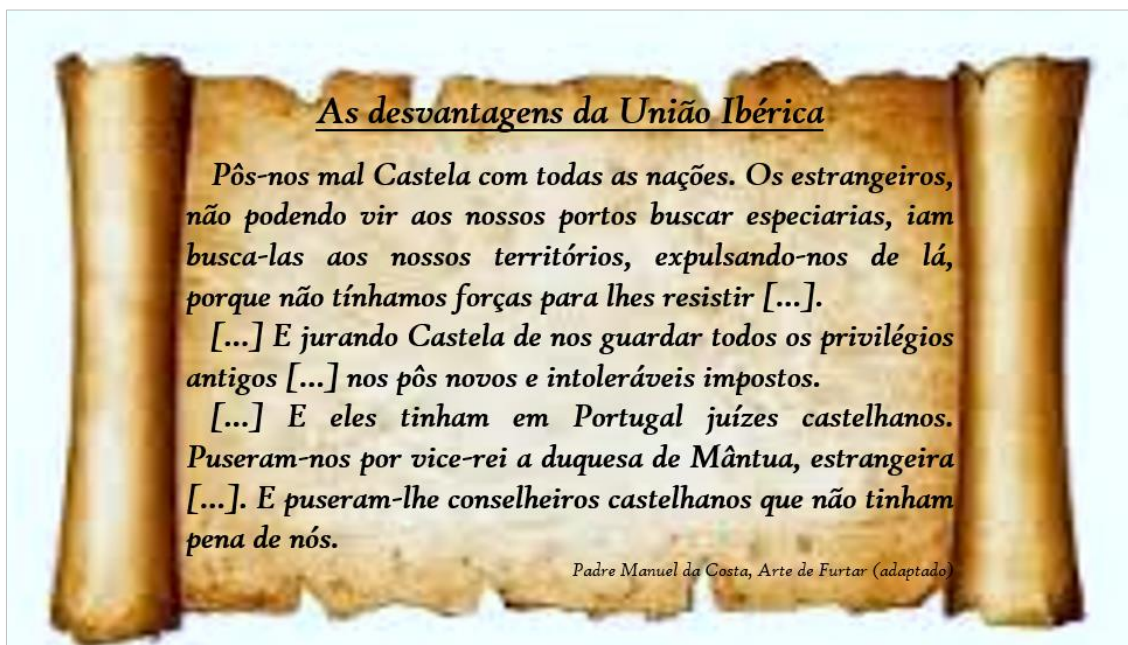 As desvantagens da União Ibérica
Pôs-nos mal Castela com todas as nações. Os estrangeiros,
não podendo vir aos nossos portos buscar especiarias, iam
busca-las aos nossos territórios, expulsando-nos de lá,
porque não tínhamos forças para lhes resistir [...].
[...] E jurando Castela de nos guardar todos os privilégios
antigos [...] nos pôs novos e intoleráveis impostos.
[...] E eles tinham em Portugal juízes castelhanos.
Puseram-nos por vice-rei a duquesa de Mântua, estrangeira
[...]. E puseram-lhe conselheiros castelhanos que não tinham
pena de nós.
Padre Manuel da Costa, Arte de Furtar (adaptado)